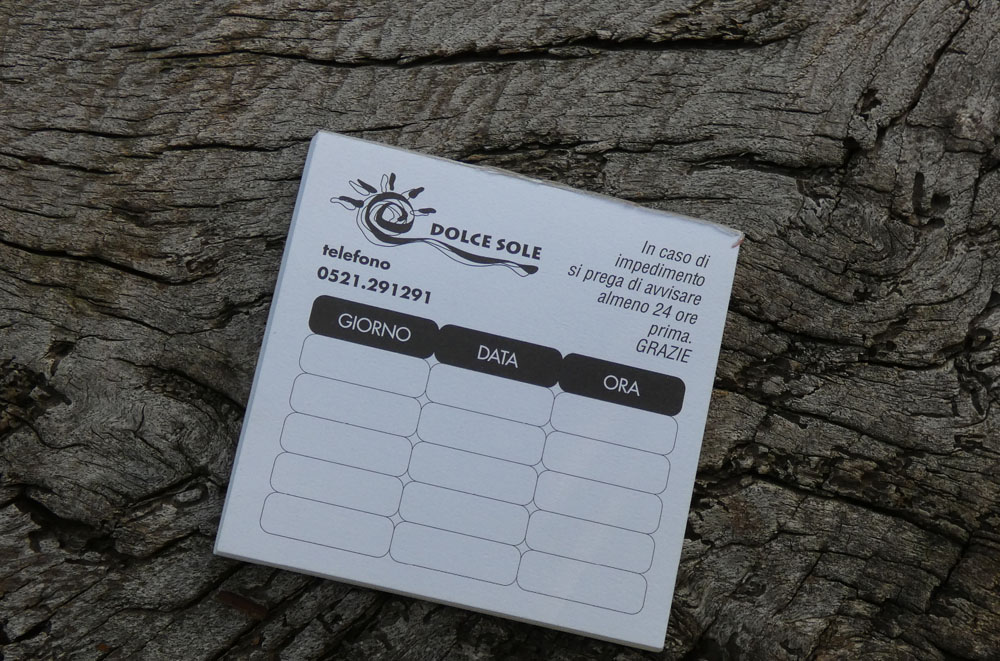 DOLCE SOLE
telefono
0521.291291
In caso di
impedimento
si prega di avvisare
almeno 24 ore
prima.
GRAZIE
GIORNO DATA ORA